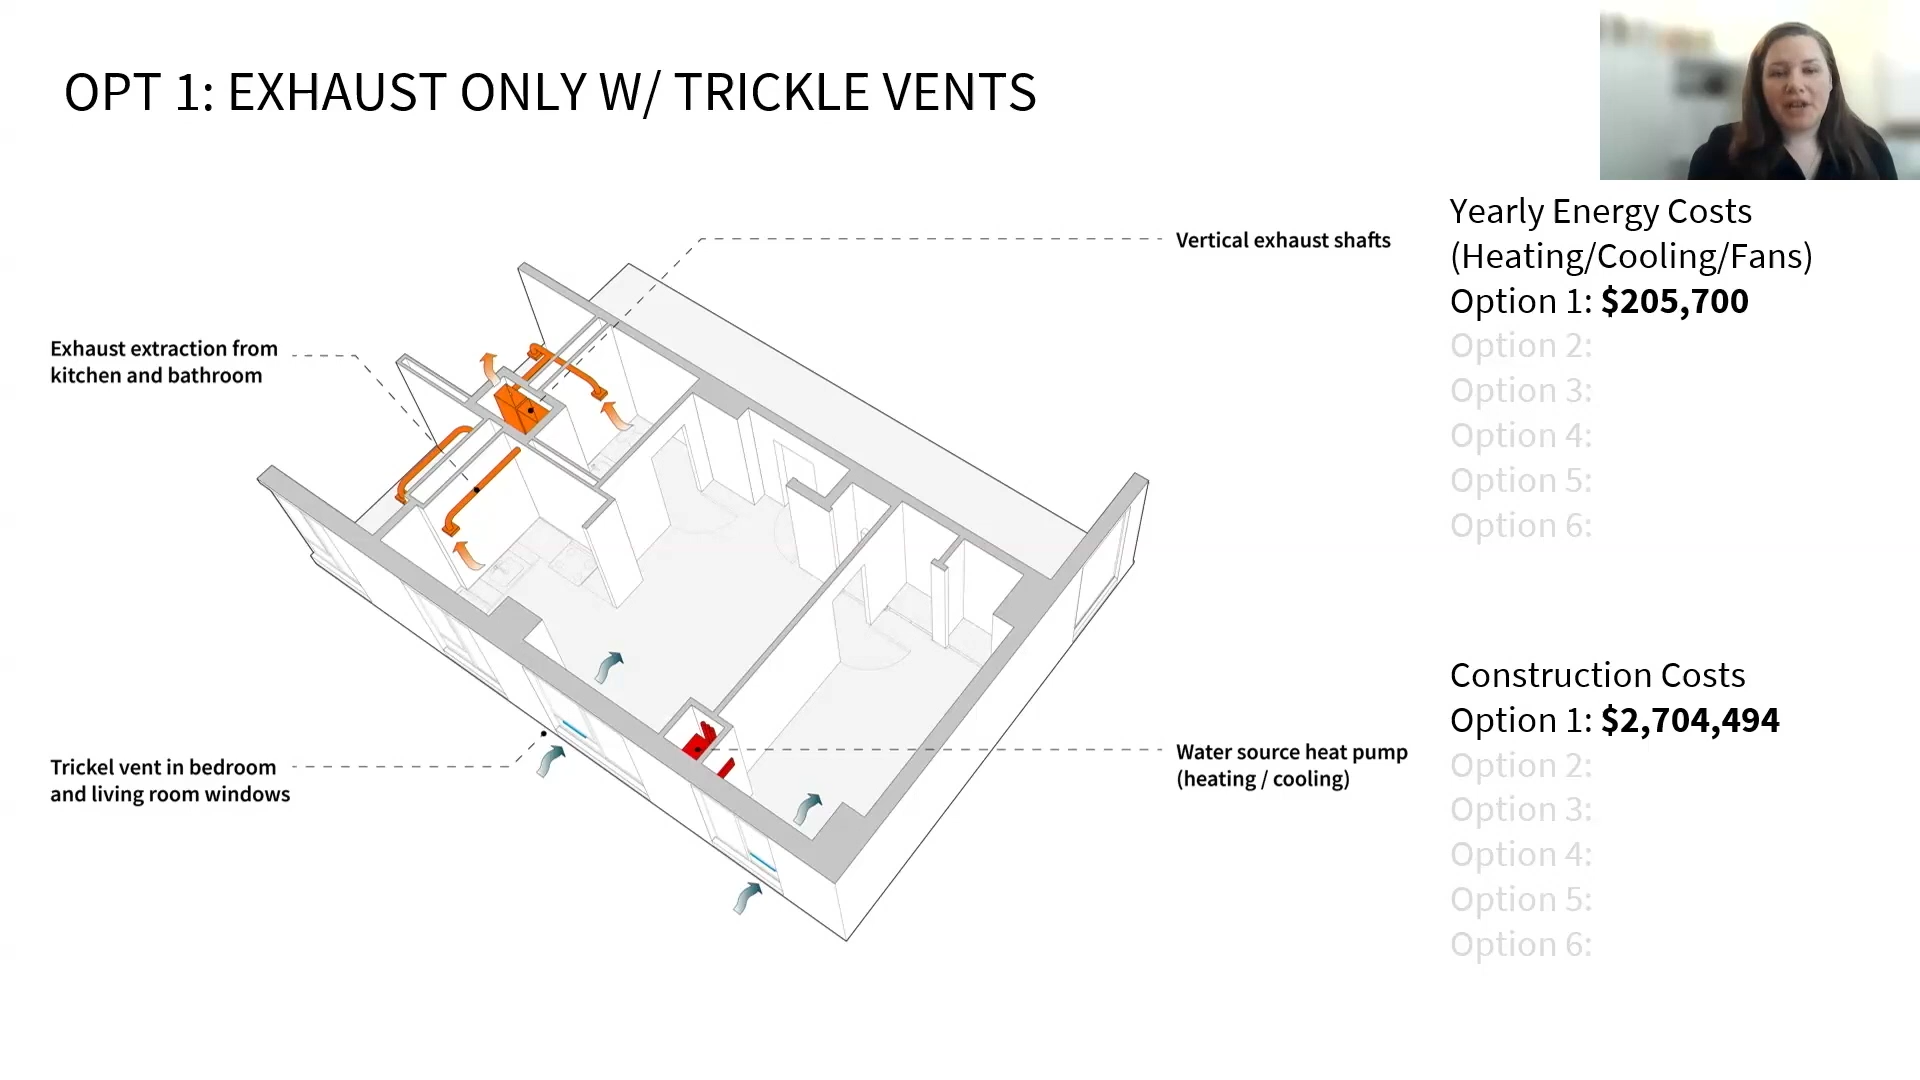 OPT 1: EXHAUST ONLY W/ TRICKLE VENTS
Vertical exhaust shafts
Exhaust extraction from
kitchen and bathroom
Trickel vent in bedroom
and living room windows
Water source heat pump
(heating / cooling)
Yearly Energy Costs
(Heating/Cooling/Fans)
Option 1: $205,700
Option 2:
Option 3:
Option 4:
Option 5:
Option 6:
Construction Costs
Option 1: $2,704,494
Option 2:
Option 3:
Option 4:
Option 5:
Option 6: